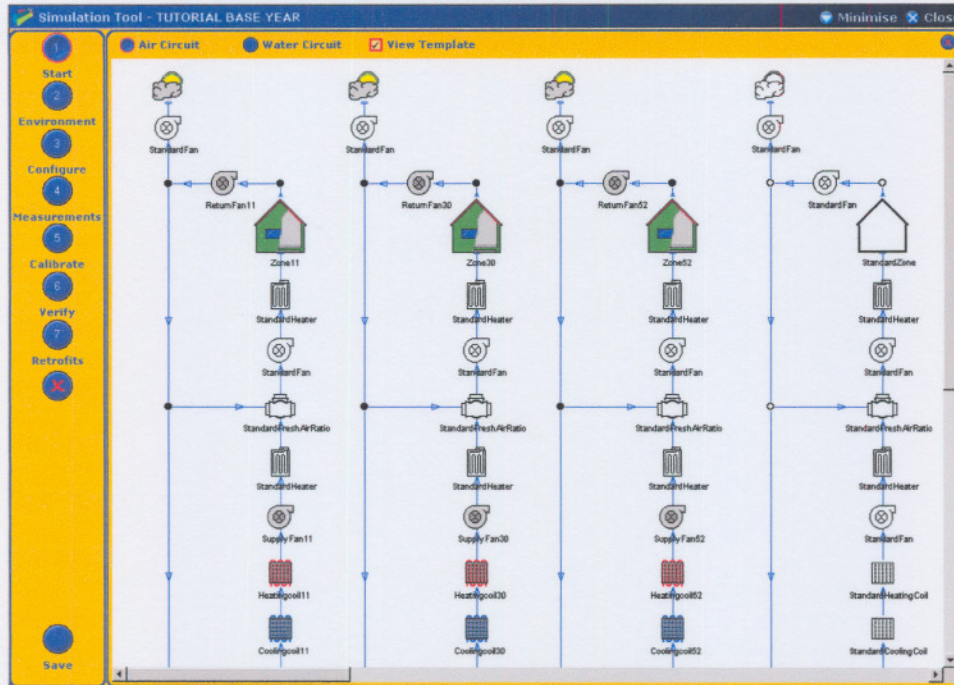 Simulation Tool - TUTORIAL BASE YEAR Minimise Close
Air Circuit Water Circuit View Template
1
Start
2
Environment
3
Configure
4
Measurements
5
Calibrate
6
Verify
7
Retrofits
Save
StandardFan StandardFan StandardFan StandardFan
ReturnFan11 ReturnFan30 ReturnFan52 StandardFan
Zone11 Zone30 Zone52 StandardZone
StandardHeater StandardHeater StandardHeater StandardHeater
StandardFan StandardFan StandardFan StandardFan
StandardFreshAirRatio StandardFreshAirRatio StandardFreshAirRatio StandardFreshAirRatio
StandardHeater StandardHeater StandardHeater StandardHeater
SupplyFan11 SupplyFan30 SupplyFan52 StandardFan
Heatingcoil11 Heatingcoil30 Heatingcoil52 StandardHeatingCoil
Coolingcoil11 Coolingcoil30 Coolingcoil52 StandardCoolingCoil